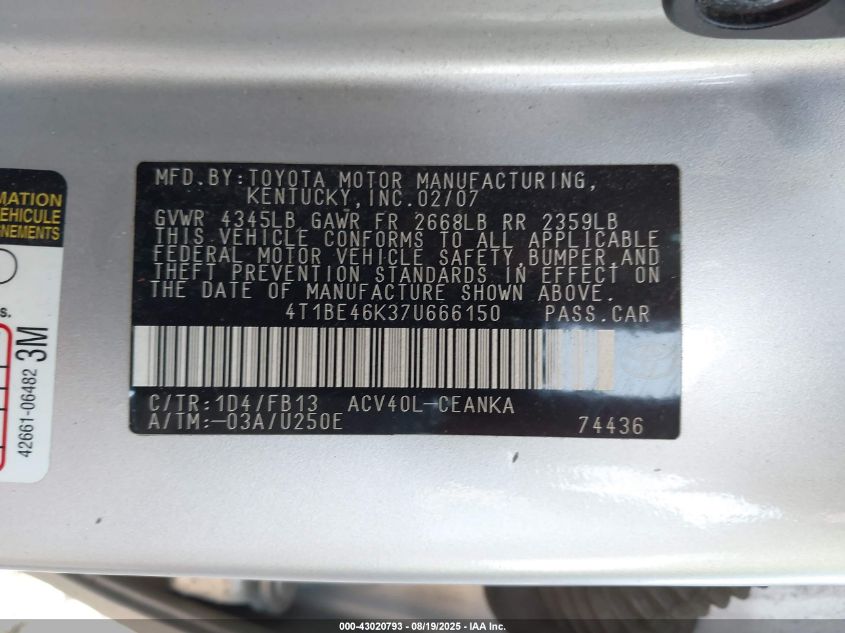 MFD.BY:TOYOTA MOTOR MANUFACTURING,
KENTUCKY, INC.02/07
GVWR 4345LB GAWR FR 2668LB RR 2359LB
THIS VEHICLE CONFORMS TO ALL APPLICABLE
FEDERAL MOTOR VEHICLE SAFETY,BUMPER,AND
THEFT PREVENTION STANDARDS IN EFFECT ON
THE DATE OF MANUFACTURE SHOWN ABOVE.
4T1BE46K37U666150 PASS.CAR
C/TR:1D4/FB13 ACV40L-CEANKA
A/TM:-03A/U250E 74436
MATION
VEHICULE
GNEMENTS
s.
42661-06482 3M
000-43020793 - 08/19/2025 - IAA Inc.